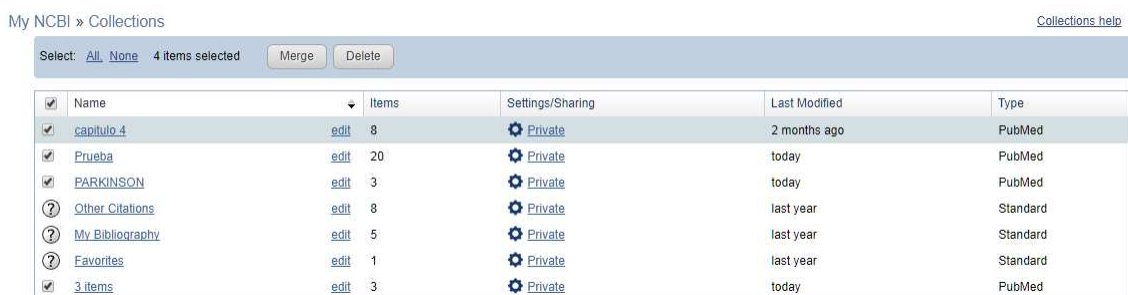 My NCBI » Collections Collections help
Select: All, None 4 items selected Merge Delete
Name Items Settings/Sharing Last Modified Type
capitulo 4 edit 8 Private 2 months ago PubMed
Prueba edit 20 Private today PubMed
PARKINSON edit 3 Private today PubMed
? Other Citations edit 8 Private last year Standard
? My Bibliography edit 5 Private last year Standard
? Favorites edit 1 Private last year Standard
3 items edit 3 Private today PubMed